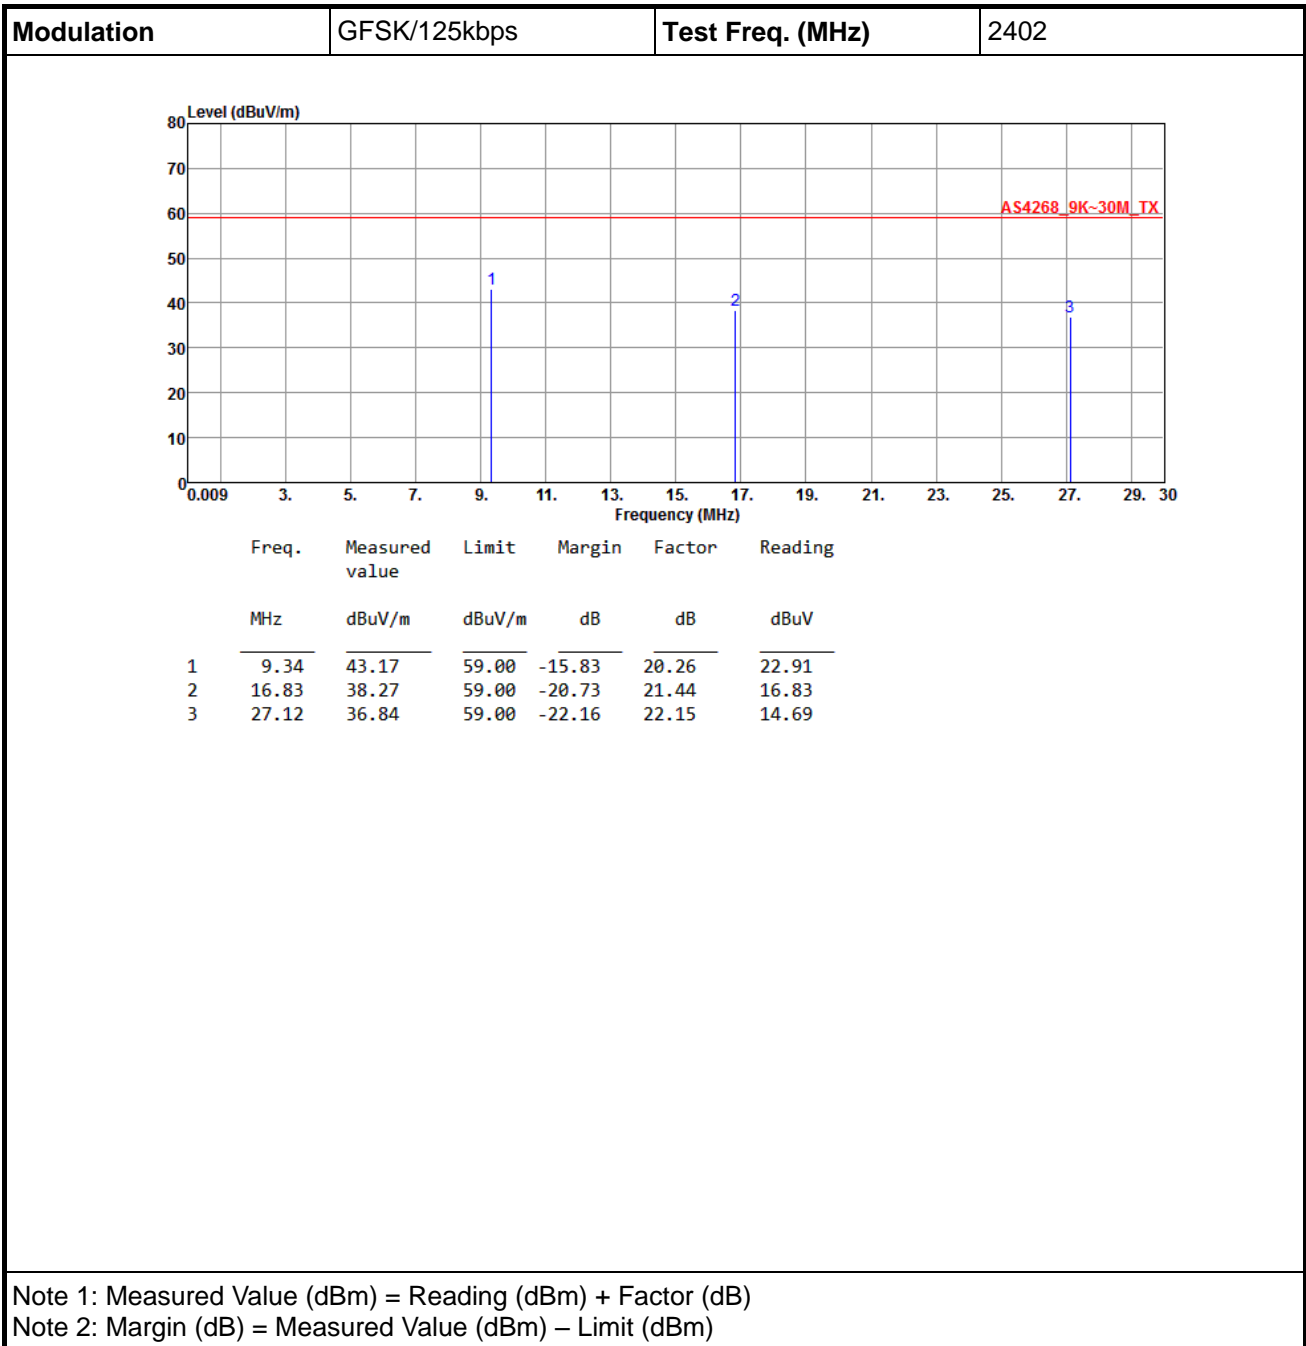 Modulation GFSK/125kbps Test Freq. (MHz) 2402
Level (dBuV/m)
80
70
60
AS4268_9K~30M_TX
50
1
40
2
3
30
20
10
0
0.009 3. 5. 7. 9. 11. 13. 15. 17. 19. 21. 23. 25. 27. 29. 30
Frequency (MHz)
Freq. Measured Limit Margin Factor Reading
value
MHz dBuV/m dBuV/m dB dB dBuV
1 9.34 43.17 59.00 -15.83 20.26 22.91
2 16.83 38.27 59.00 -20.73 21.44 16.83
3 27.12 36.84 59.00 -22.16 22.15 14.69
Note 1: Measured Value (dBm) = Reading (dBm) + Factor (dB)
Note 2: Margin (dB) = Measured Value (dBm) – Limit (dBm)